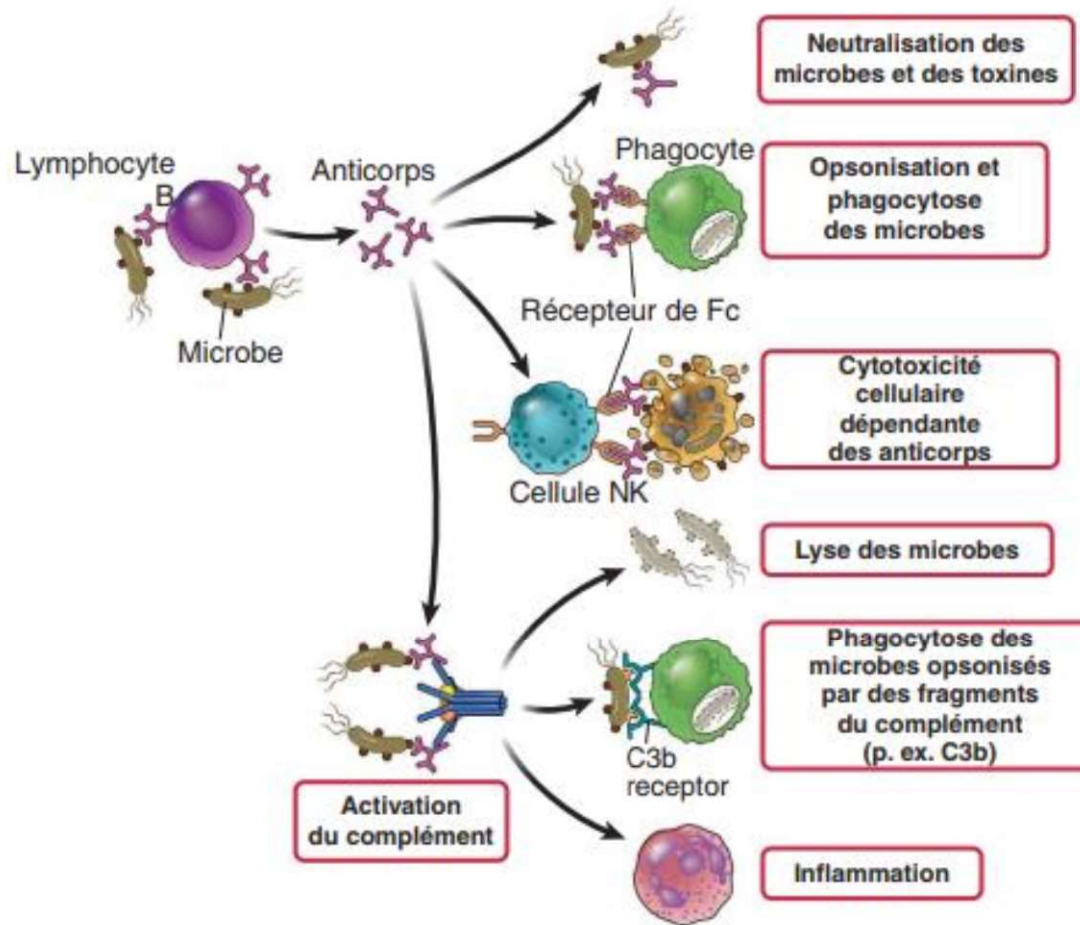 Neutralisation des
microbes et des toxines
Lymphocyte
B
Anticorps
Phagocyte
Opsonisation et
phagocytose
des microbes
Microbe
Récepteur de Fc
Cytotoxicité
cellulaire
dépendante
des anticorps
Cellule NK
Lyse des microbes
Phagocytose des
microbes opsonisés
par des fragments
du complément
(p. ex. C3b)
C3b
receptor
Activation
du complément
Inflammation